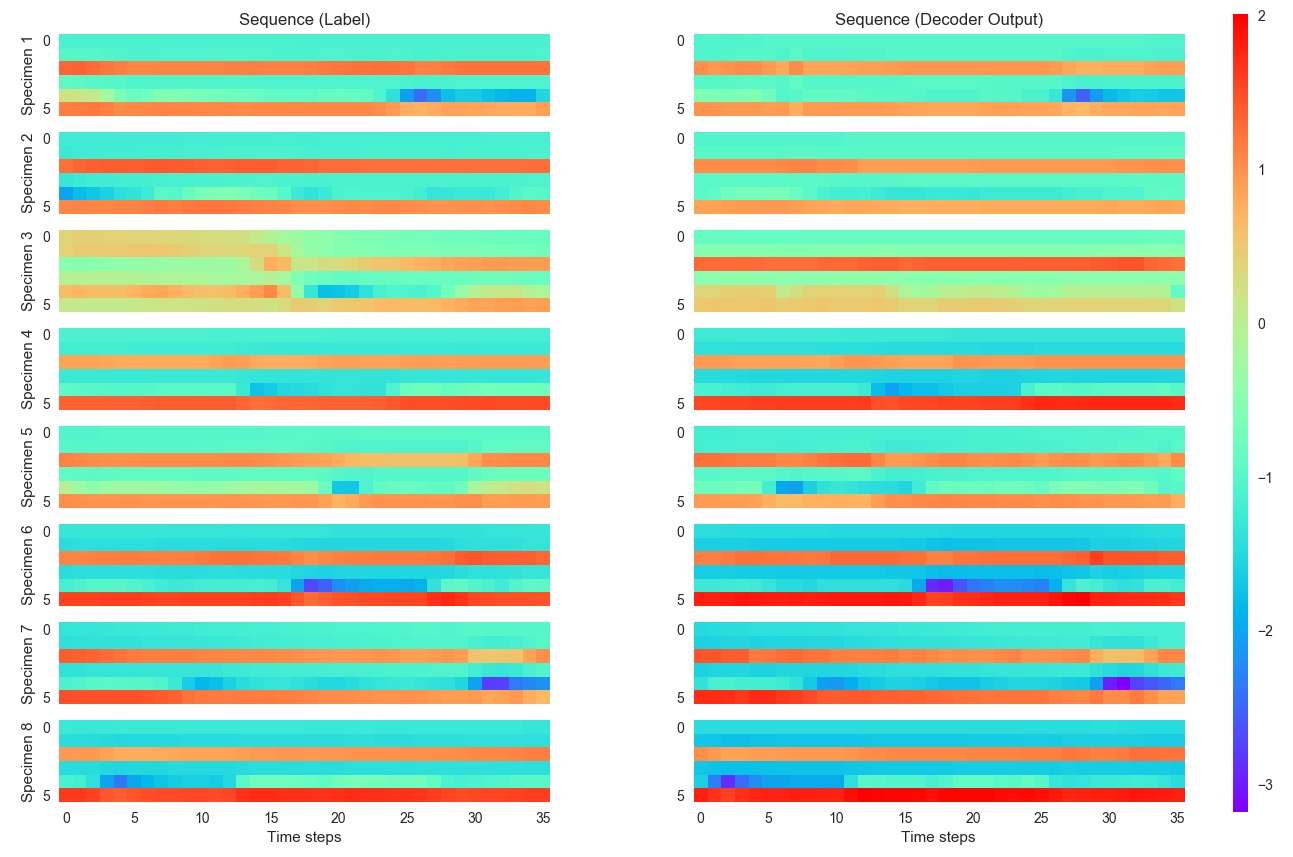 Sequence (Label)
Sequence (Decoder Output)
Specimen 1
0
5
0
5
Specimen 2
0
5
0
5
Specimen 3
0
5
0
5
Specimen 4
0
5
0
5
Specimen 5
0
5
0
5
Specimen 6
0
5
0
5
Specimen 7
0
5
0
5
Specimen 8
0
5
0
5
0 5 10 15 20 25 30 35
Time steps
0 5 10 15 20 25 30 35
Time steps
2
1
0
−1
−2
−3